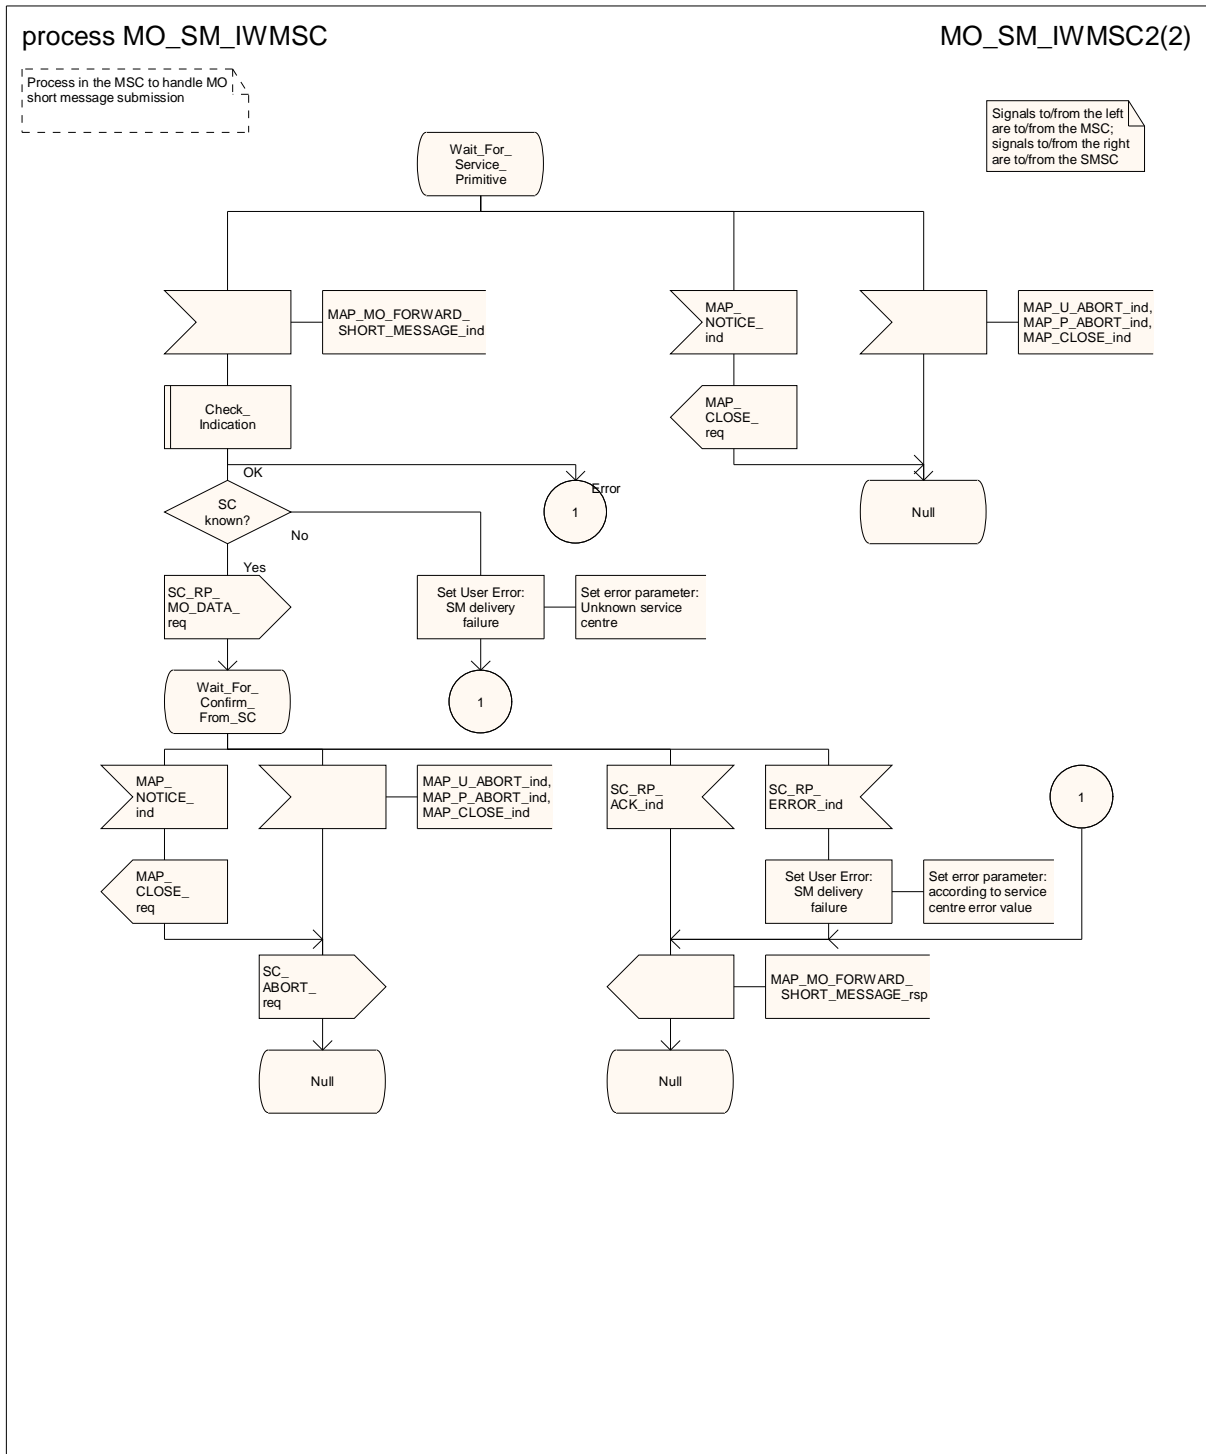 process MO_SM_IWMSC
MO_SM_IWMSC2(2)
Process in the MSC to handle MO
short message submission
Signals to/from the left
are to/from the MSC;
signals to/from the right
are to/from the SMSC
Wait_For_
Service_
Primitive
MAP_MO_FORWARD_
SHORT_MESSAGE_ind
MAP_
NOTICE_
ind
MAP_U_ABORT_ind,
MAP_P_ABORT_ind,
MAP_CLOSE_ind
Check_
Indication
MAP_
CLOSE_
req
OK
Error
SC
known?
1
Null
No
Yes
SC_RP_
MO_DATA_
req
Set User Error:
SM delivery
failure
Set error parameter:
Unknown service
centre
Wait_For_
Confirm_
From_SC
1
MAP_
NOTICE_
ind
MAP_U_ABORT_ind,
MAP_P_ABORT_ind,
MAP_CLOSE_ind
SC_RP_
ACK_ind
SC_RP_
ERROR_ind
1
MAP_
CLOSE_
req
Set User Error:
SM delivery
failure
Set error parameter:
according to service
centre error value
SC_
ABORT_
req
MAP_MO_FORWARD_
SHORT_MESSAGE_rsp
Null
Null